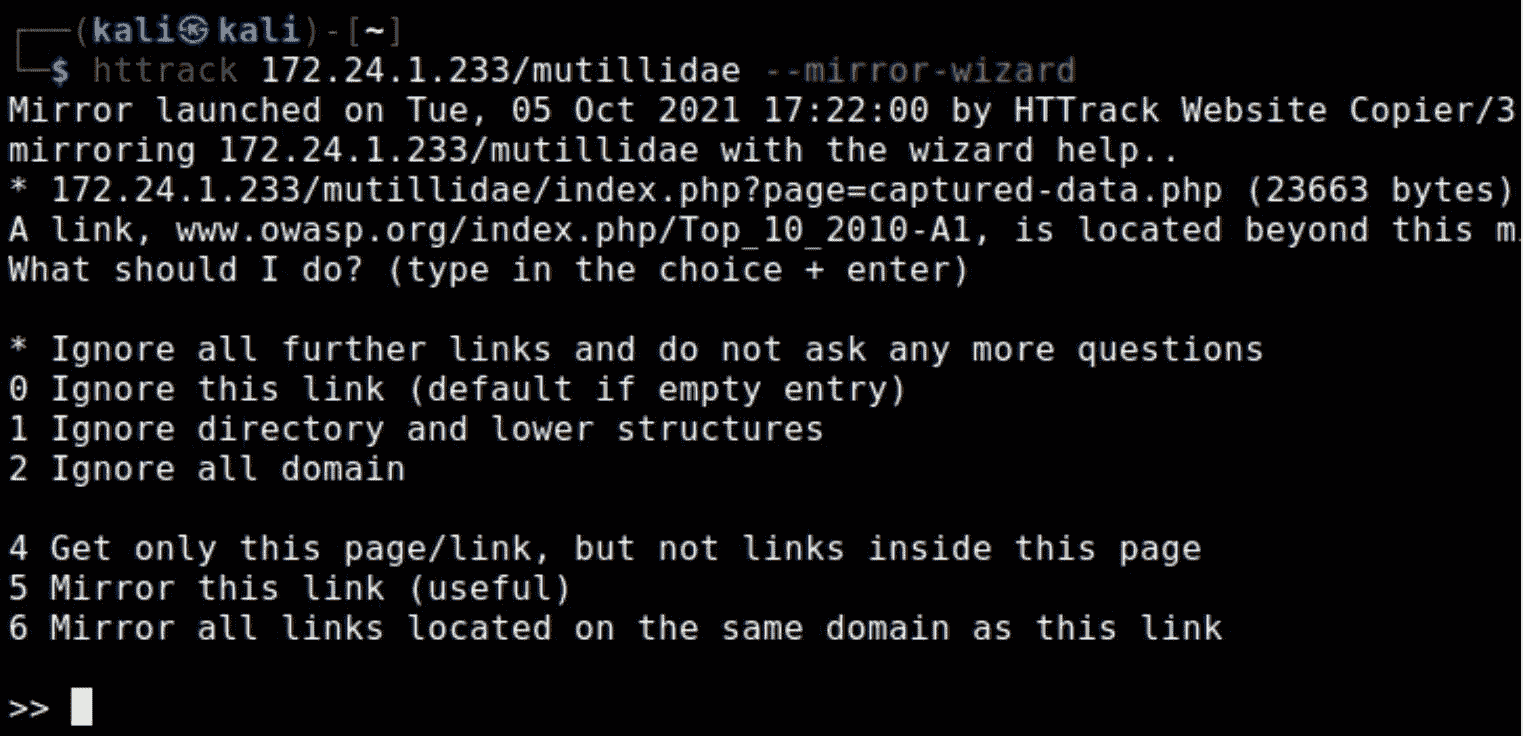 (kali㉿kali)-[~]
$ httrack 172.24.1.233/mutillidae --mirror-wizard
Mirror launched on Tue, 05 Oct 2021 17:22:00 by HTTrack Website Copier/3
mirroring 172.24.1.233/mutillidae with the wizard help..
* 172.24.1.233/mutillidae/index.php?page=captured-data.php (23663 bytes)
A link, www.owasp.org/index.php/Top_10_2010-A1, is located beyond this m
What should I do? (type in the choice + enter)
* Ignore all further links and do not ask any more questions
0 Ignore this link (default if empty entry)
1 Ignore directory and lower structures
2 Ignore all domain
4 Get only this page/link, but not links inside this page
5 Mirror this link (useful)
6 Mirror all links located on the same domain as this link
>>